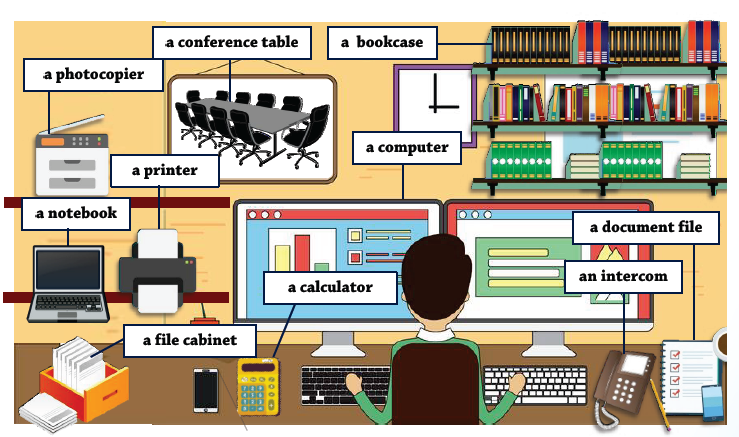 a conference table
a bookcase
a photocopier
a computer
a printer
a notebook
a document file
an intercom
a calculator
a file cabinet